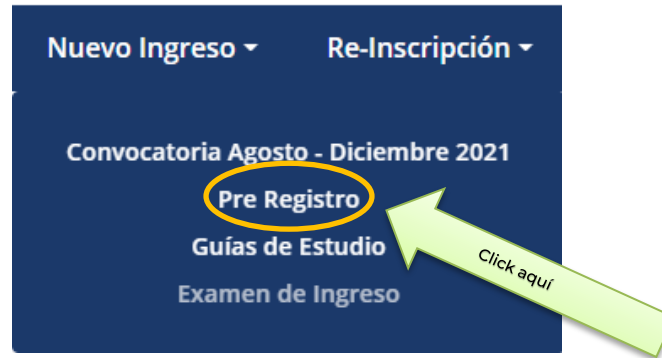 Nuevo Ingreso Re-Inscripción
Convocatoria Agosto - Diciembre 2021
Pre Registro
Guías de Estudio
Click aquí
Examen de Ingreso